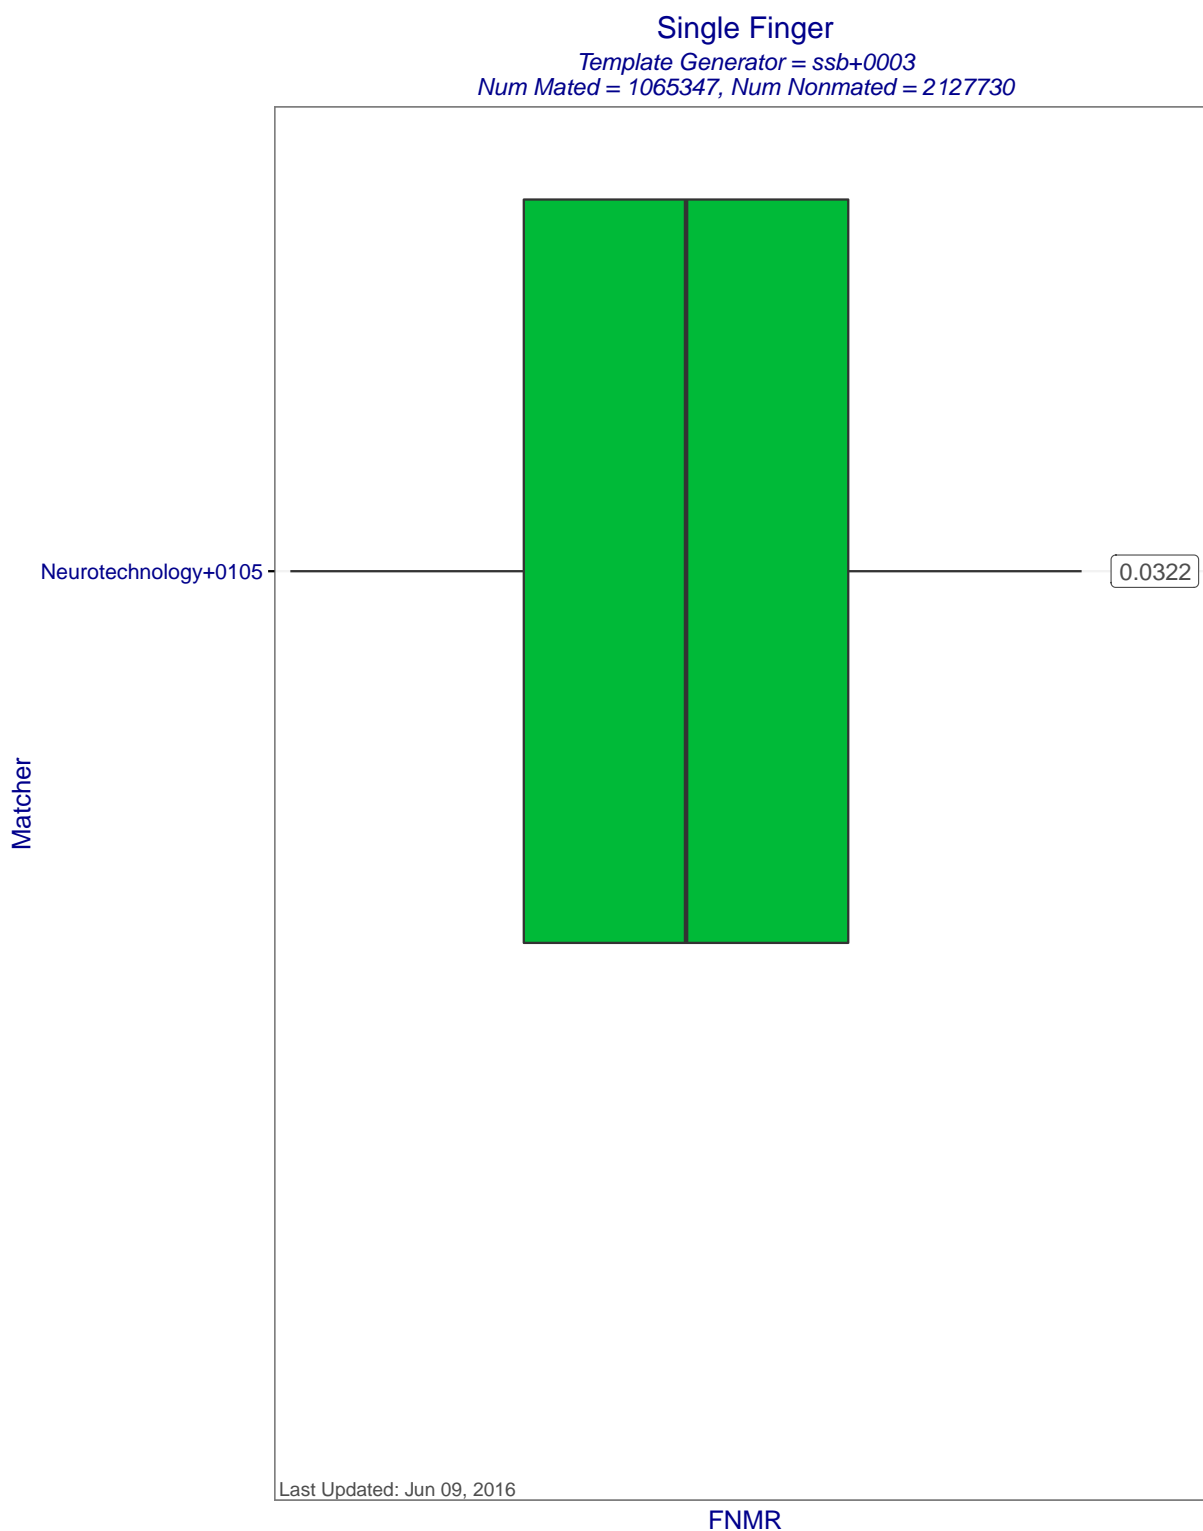 Single Finger
Template Generator = ssb+0003
Num Mated = 1065347, Num Nonmated = 2127730
Neurotechnology+0105
0.0322
Matcher
Last Updated: Jun 09, 2016
FNMR